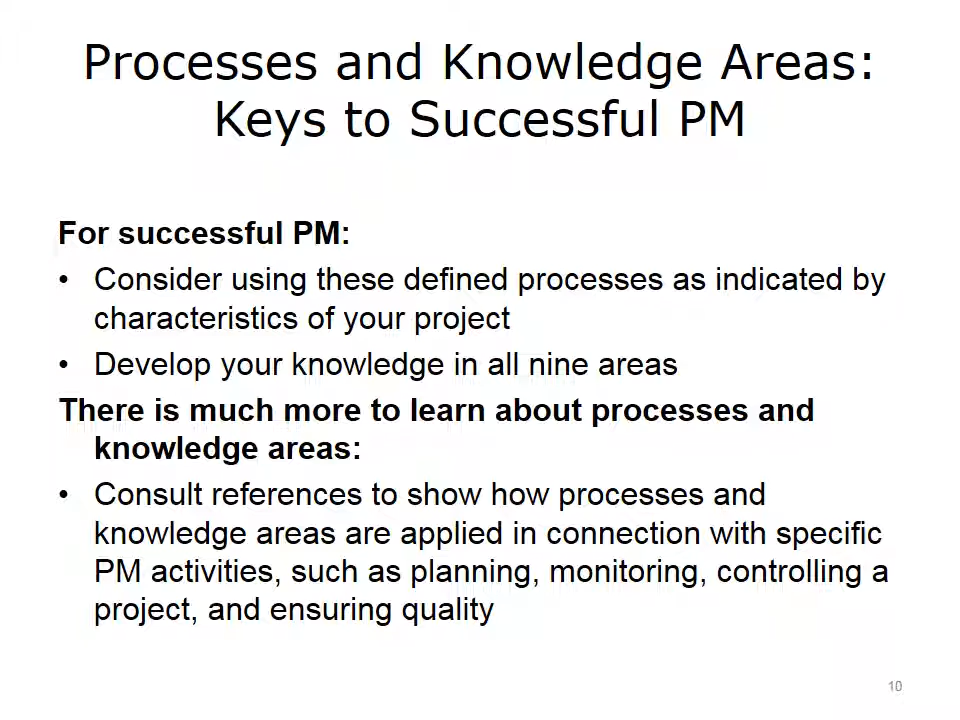 Processes and Knowledge Areas:
Keys to Successful PM
For successful PM:
• Consider using these defined processes as indicated by
characteristics of your project
• Develop your knowledge in all nine areas
There is much more to learn about processes and
knowledge areas:
• Consult references to show how processes and
knowledge areas are applied in connection with specific
PM activities, such as planning, monitoring, controlling a
project, and ensuring quality
10